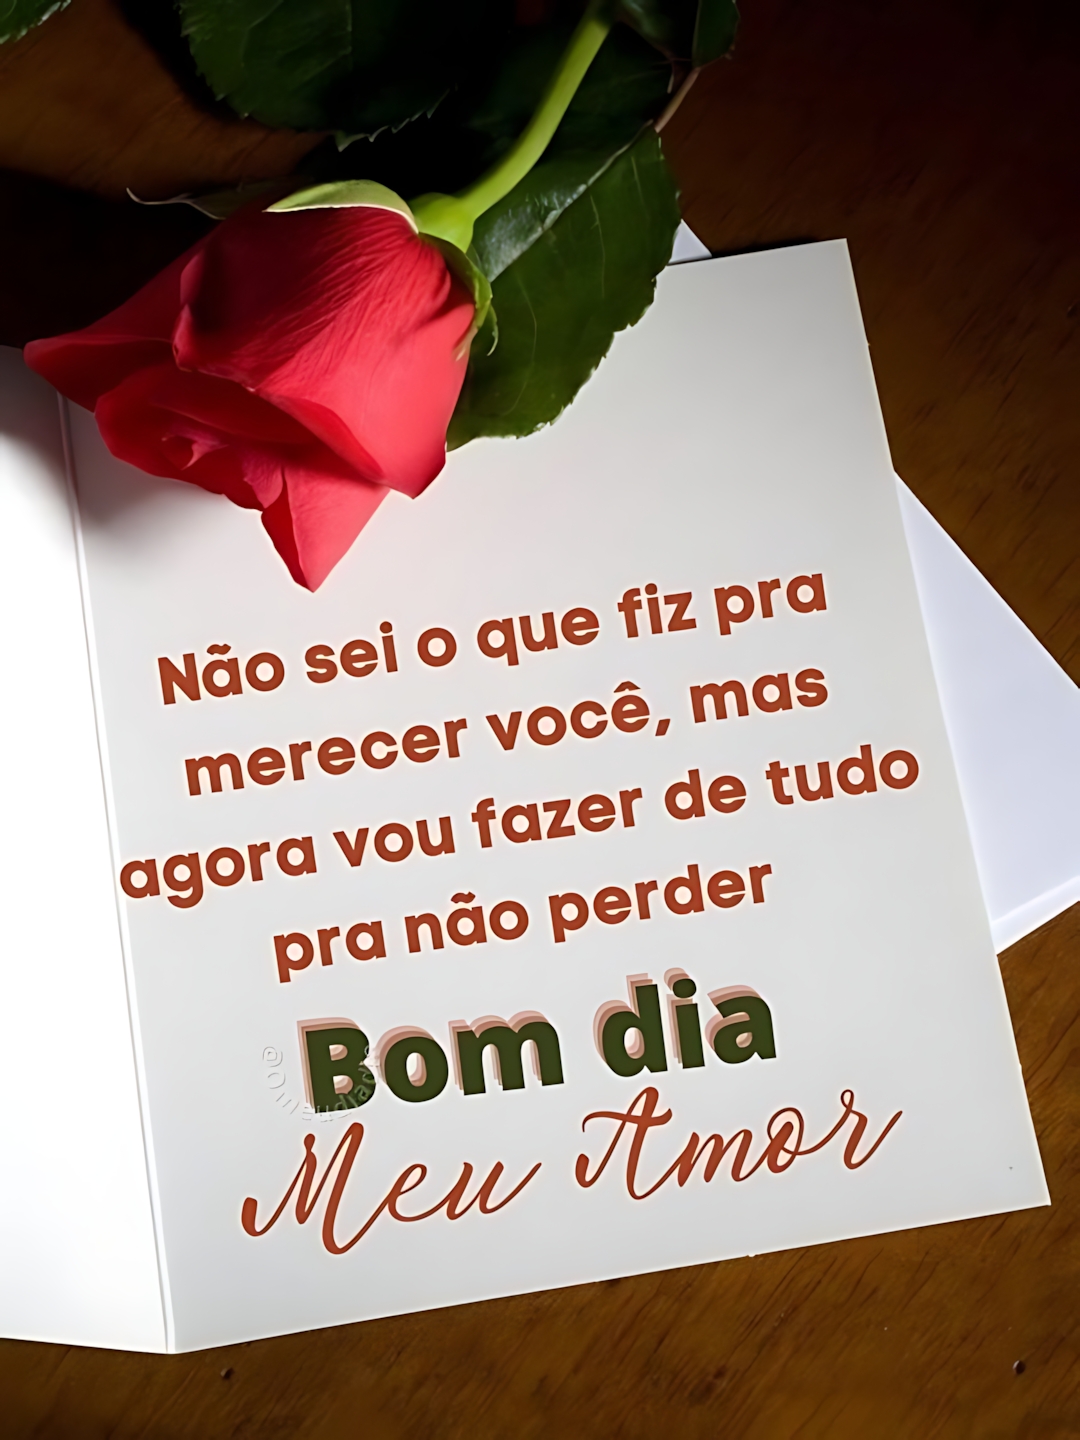 Não sei o que fiz pra
merecer você, mas
agora vou fazer de tudo
pra não perder
Bom dia
Meu Amor